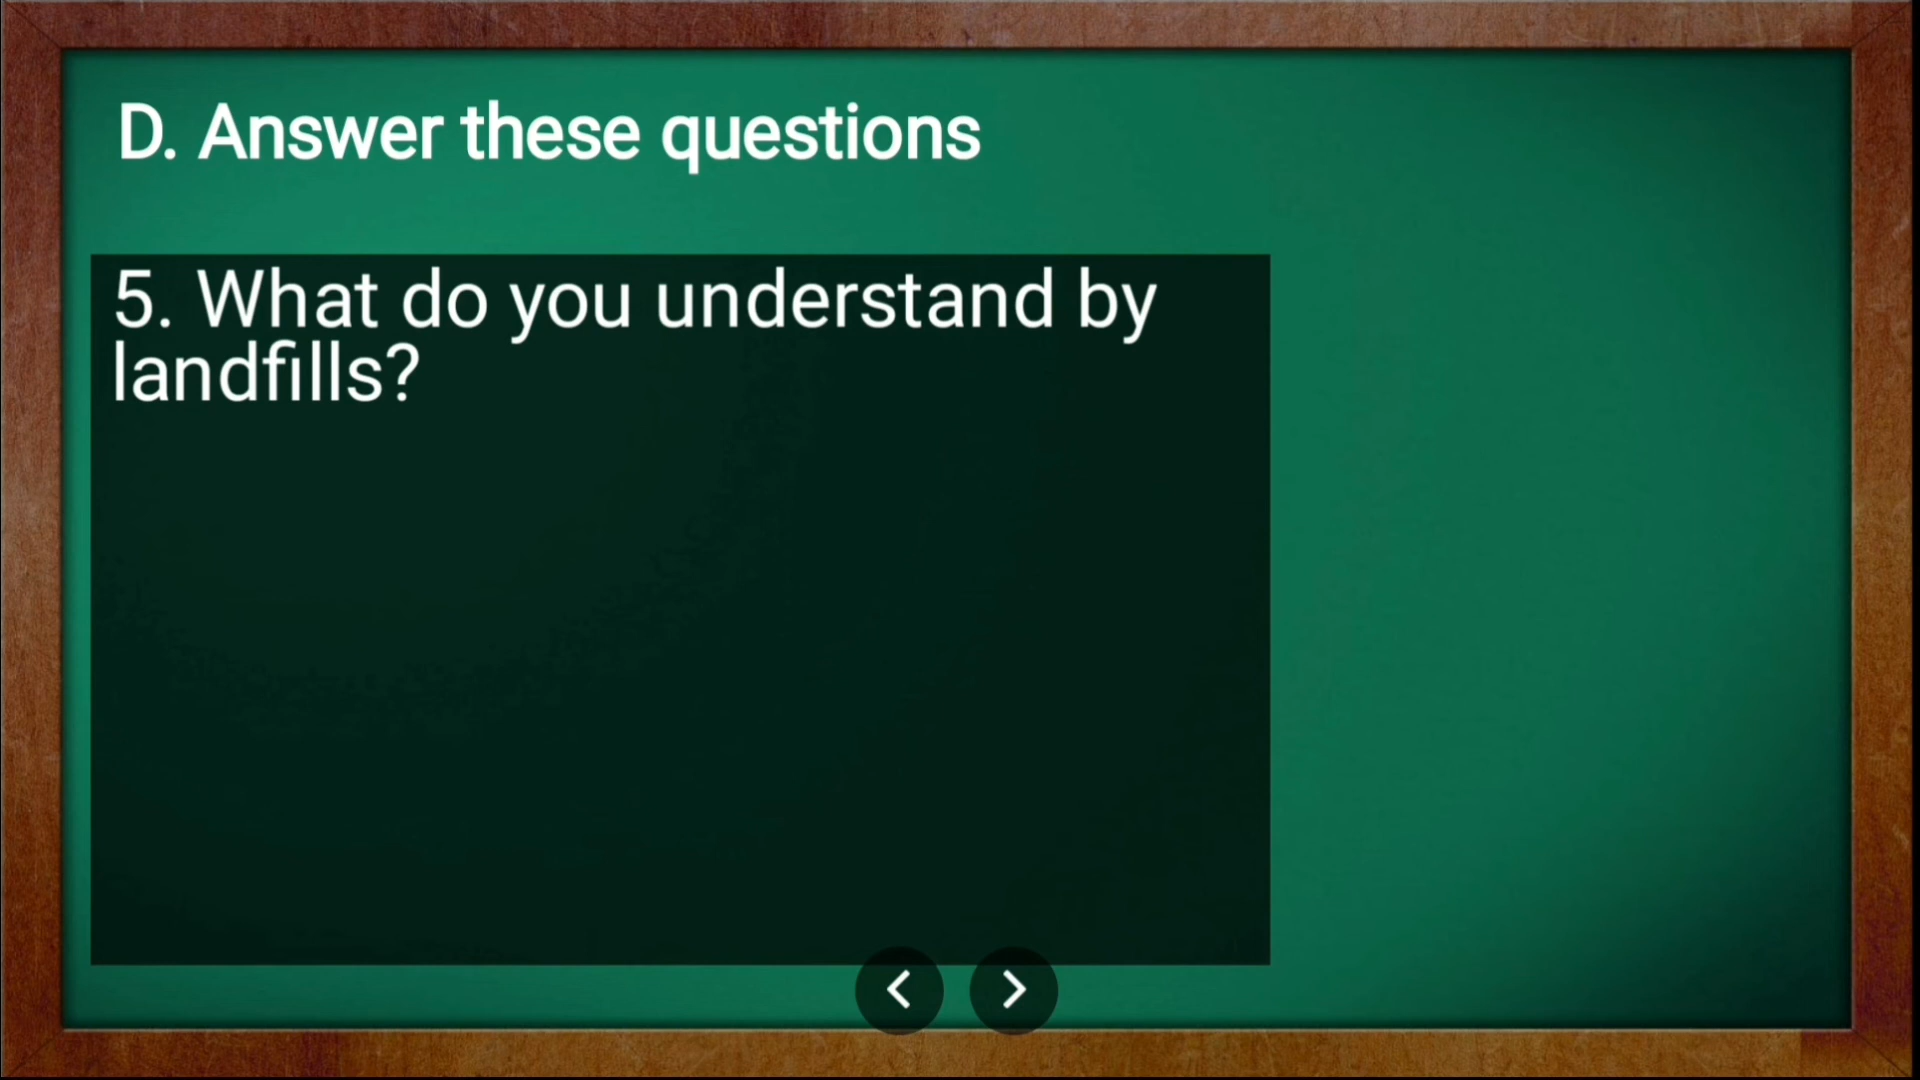 D. Answer these questions
5. What do you understand by
landfills?